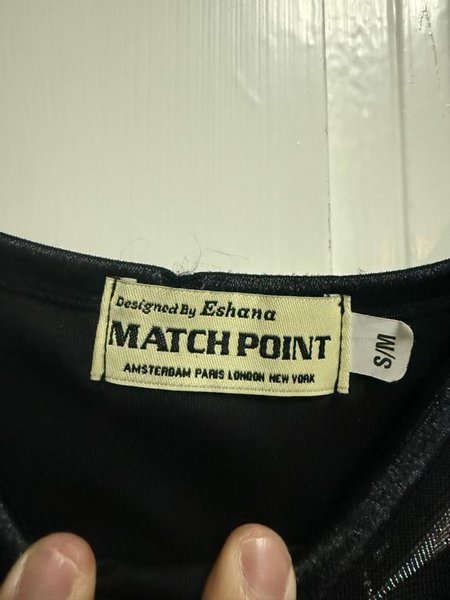 Designed By Eshana
MATCH POINT
AMSTERDAM PARIS LONDON NEW YORK
S/M